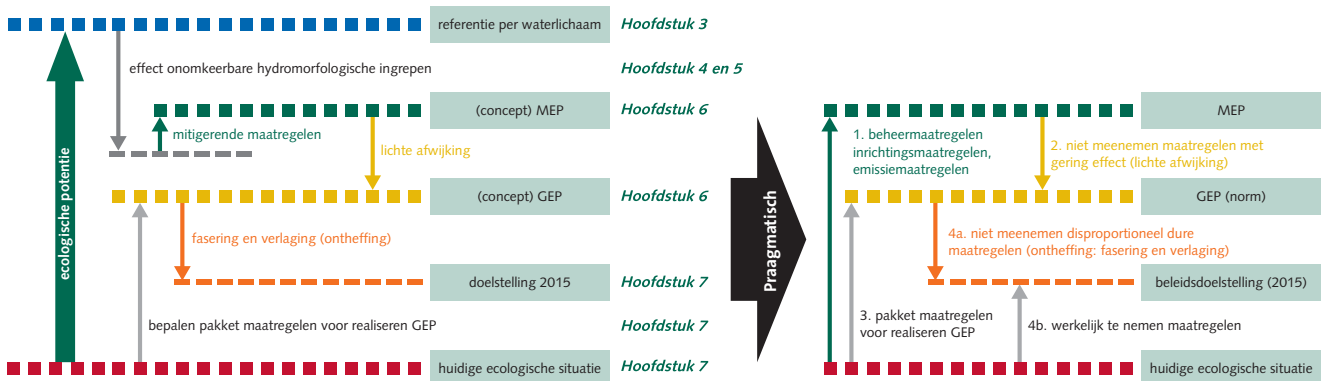 referentie per waterlichaam
Hoofdstuk 3
effect onomkeerbare hydromorfologische ingrepen
Hoofdstuk 4 en 5
(concept) MEP
Hoofdstuk 6
mitigerende maatregelen
lichte afwijking
(concept) GEP
Hoofdstuk 6
fasering en verlaging (ontheffing)
doelstelling 2015
Hoofdstuk 7
bepalen pakket maatregelen voor realiseren GEP
Hoofdstuk 7
huidige ecologische situatie
Hoofdstuk 7
ecologische potentie
Praagmatisch
MEP
1. beheermaatregelen
inrichtingsmaatregelen,
emissiemaatregelen
2. niet meenemen maatregelen met
gering effect (lichte afwijking)
GEP (norm)
4a. niet meenemen disproportioneel dure
maatregelen (ontheffing: fasering en verlaging)
beleidsdoelstelling (2015)
3. pakket maatregelen
voor realiseren GEP
4b. werkelijk te nemen maatregelen
huidige ecologische situatie